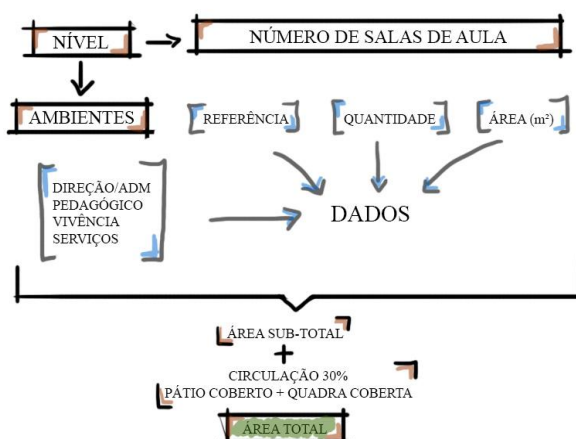 NÍVEL
NÚMERO DE SALAS DE AULA
AMBIENTES
REFERÊNCIA
QUANTIDADE
ÁREA (m²)
DIREÇÃO/ADM
PEDAGÓGICO
VIVÊNCIA
SERVIÇOS
DADOS
ÁREA SUB-TOTAL
+
CIRCULAÇÃO 30%
PÁTIO COBERTO + QUADRA COBERTA
ÁREA TOTAL